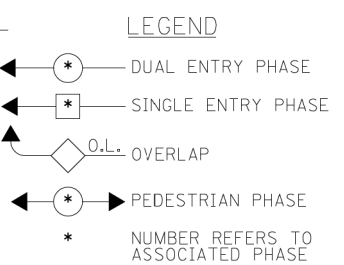 LEGEND
* DUAL ENTRY PHASE
* SINGLE ENTRY PHASE
O.L. OVERLAP
* PEDESTRIAN PHASE
* NUMBER REFERS TO
ASSOCIATED PHASE